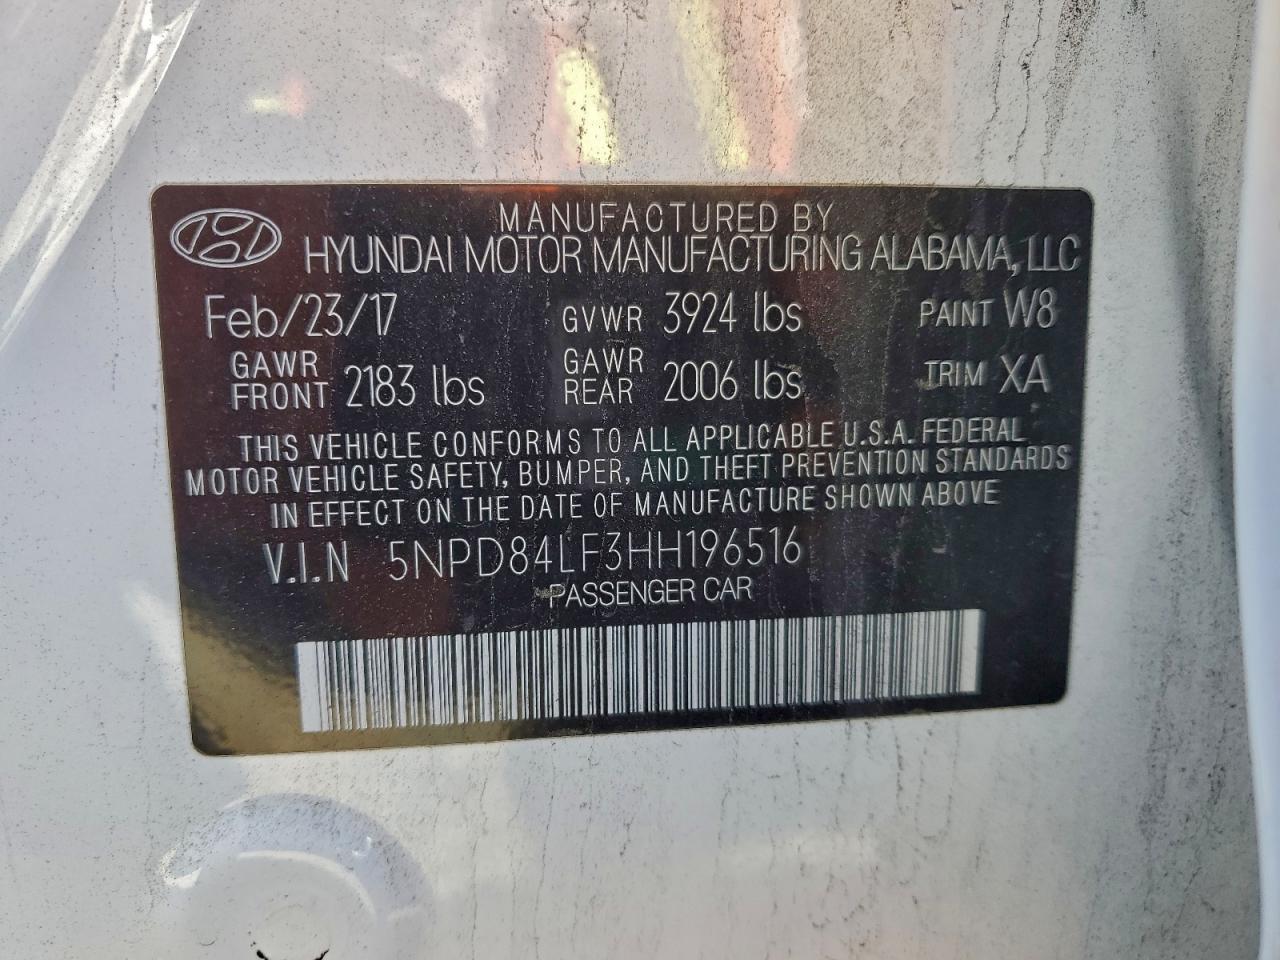 MANUFACTURED BY
HYUNDAI MOTOR MANUFACTURING ALABAMA, LLC
Feb/23/17 GVWR 3924 lbs PAINT W8
GAWR FRONT 2183 lbs GAWR REAR 2006 lbs TRIM XA
THIS VEHICLE CONFORMS TO ALL APPLICABLE U.S.A. FEDERAL
MOTOR VEHICLE SAFETY, BUMPER, AND THEFT PREVENTION STANDARDS
IN EFFECT ON THE DATE OF MANUFACTURE SHOWN ABOVE
V.I.N 5NPD84LF3HH196516
PASSENGER CAR